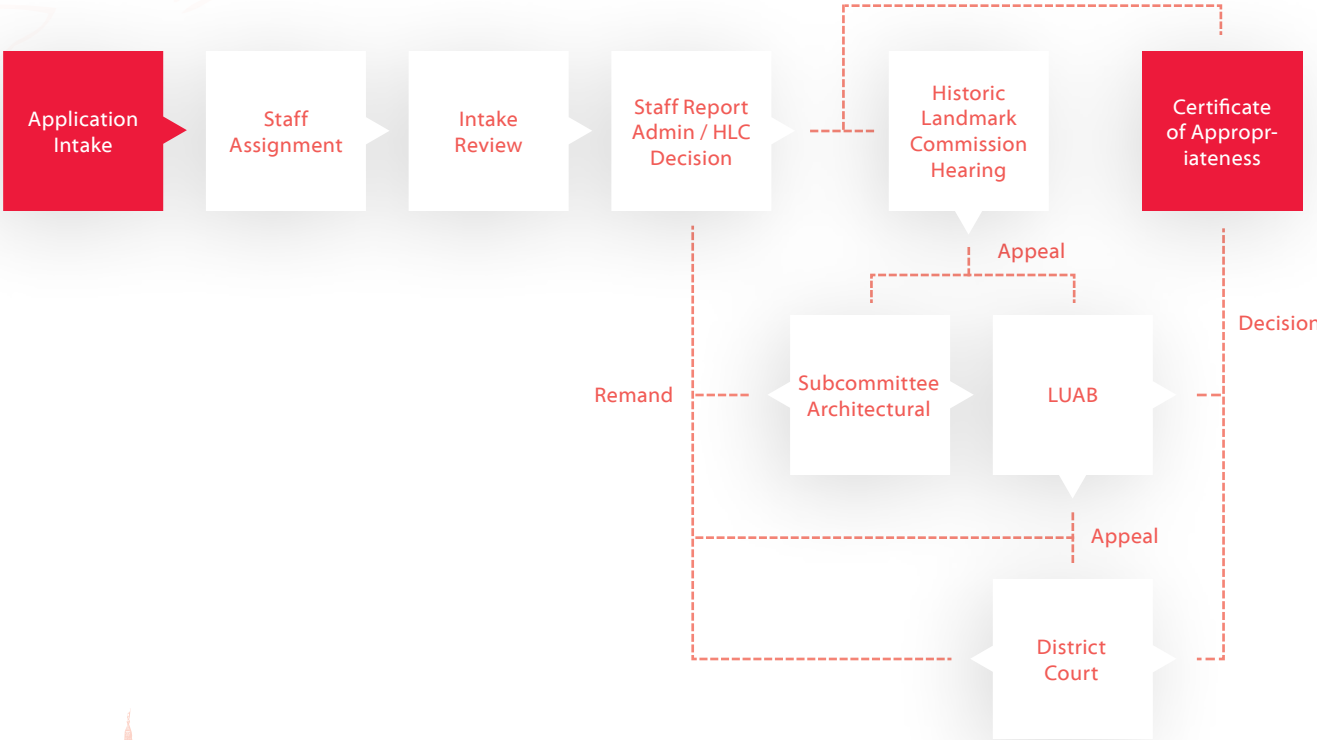 Application
Intake
Staff
Assignment
Intake
Review
Staff Report
Admin / HLC
Decision
Historic
Landmark
Commission
Hearing
Certificate
of Appropr-
iateness
Appeal
Decision
Remand
Subcommittee
Architectural
LUAB
Appeal
District
Court